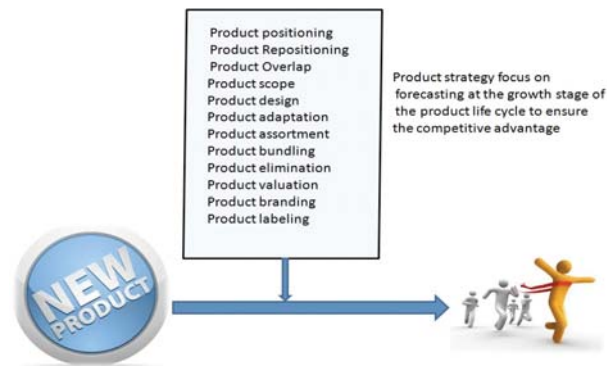 Product positioning
Product Repositioning
Product Overlap
Product scope
Product design
Product adaptation
Product assortment
Product bundling
Product elimination
Product valuation
Product branding
Product labeling
Product strategy focus on
forecasting at the growth stage of
the product life cycle to ensure
the competitive advantage
NEW
PRODUCT